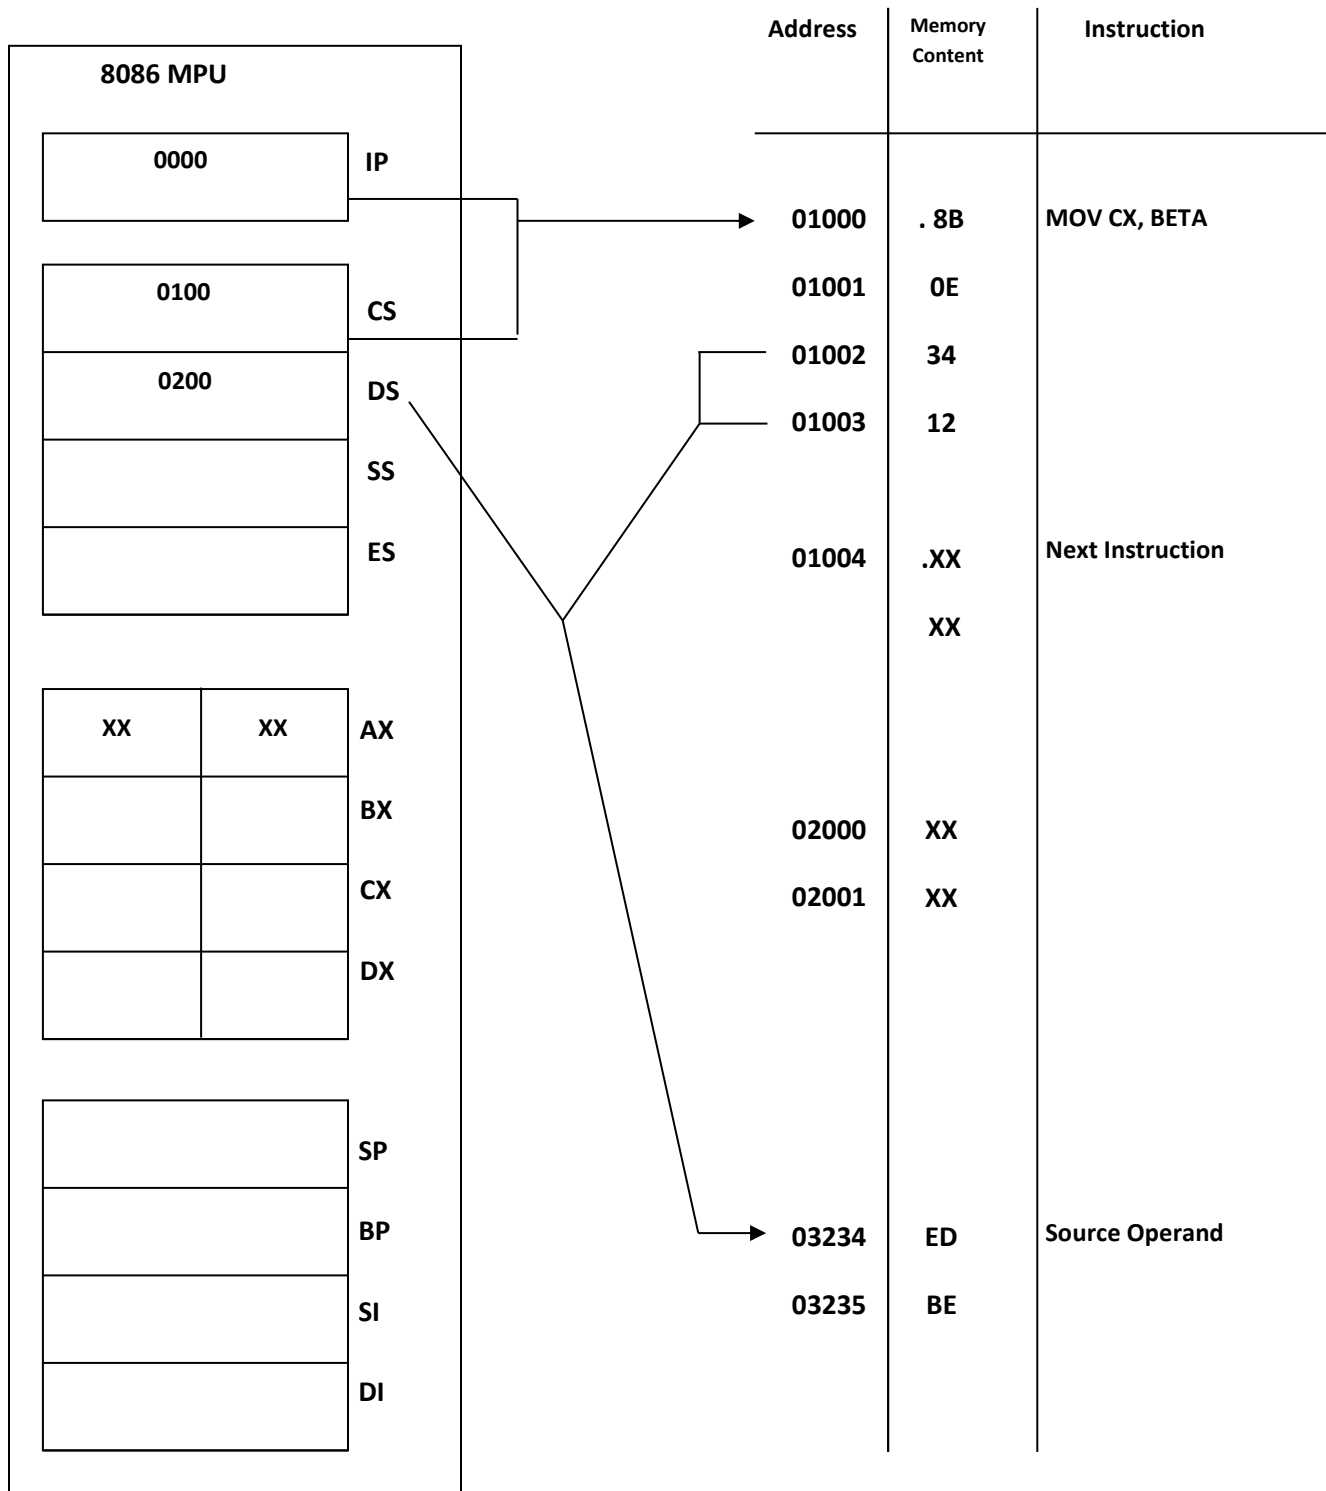 Address Memory Content Instruction
8086 MPU
0000 IP
01000 . 8B MOV CX, BETA
0100 CS
01001 0E
01002 34
0200 DS
01003 12
SS
ES
01004 .XX Next Instruction
XX
XX XX AX
BX
02000 XX
CX
02001 XX
DX
SP
BP
03234 ED Source Operand
SI
03235 BE
DI